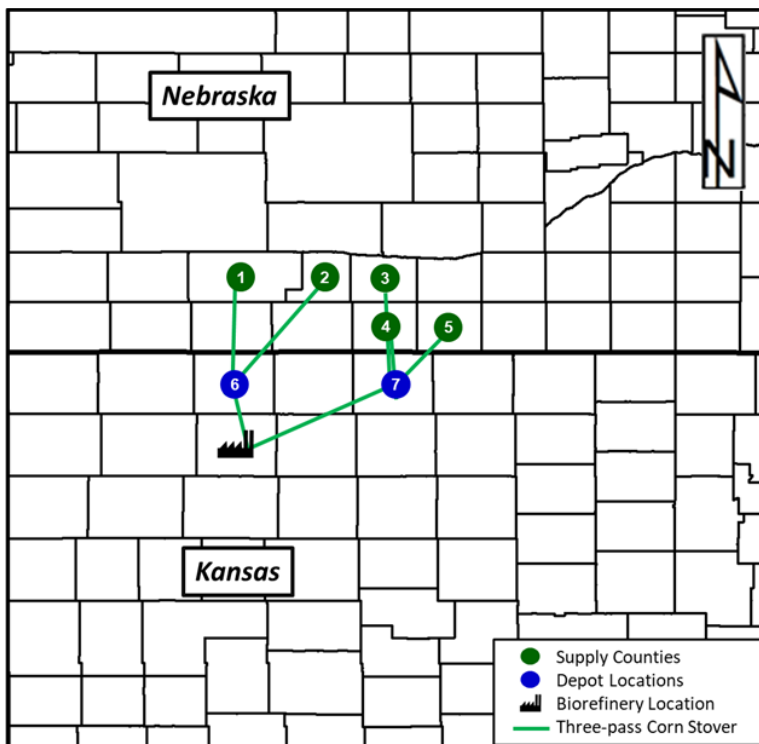 Nebraska
N
1
2
3
4
5
6
7
Kansas
Supply Counties
Depot Locations
Biorefinery Location
Three-pass Corn Stover